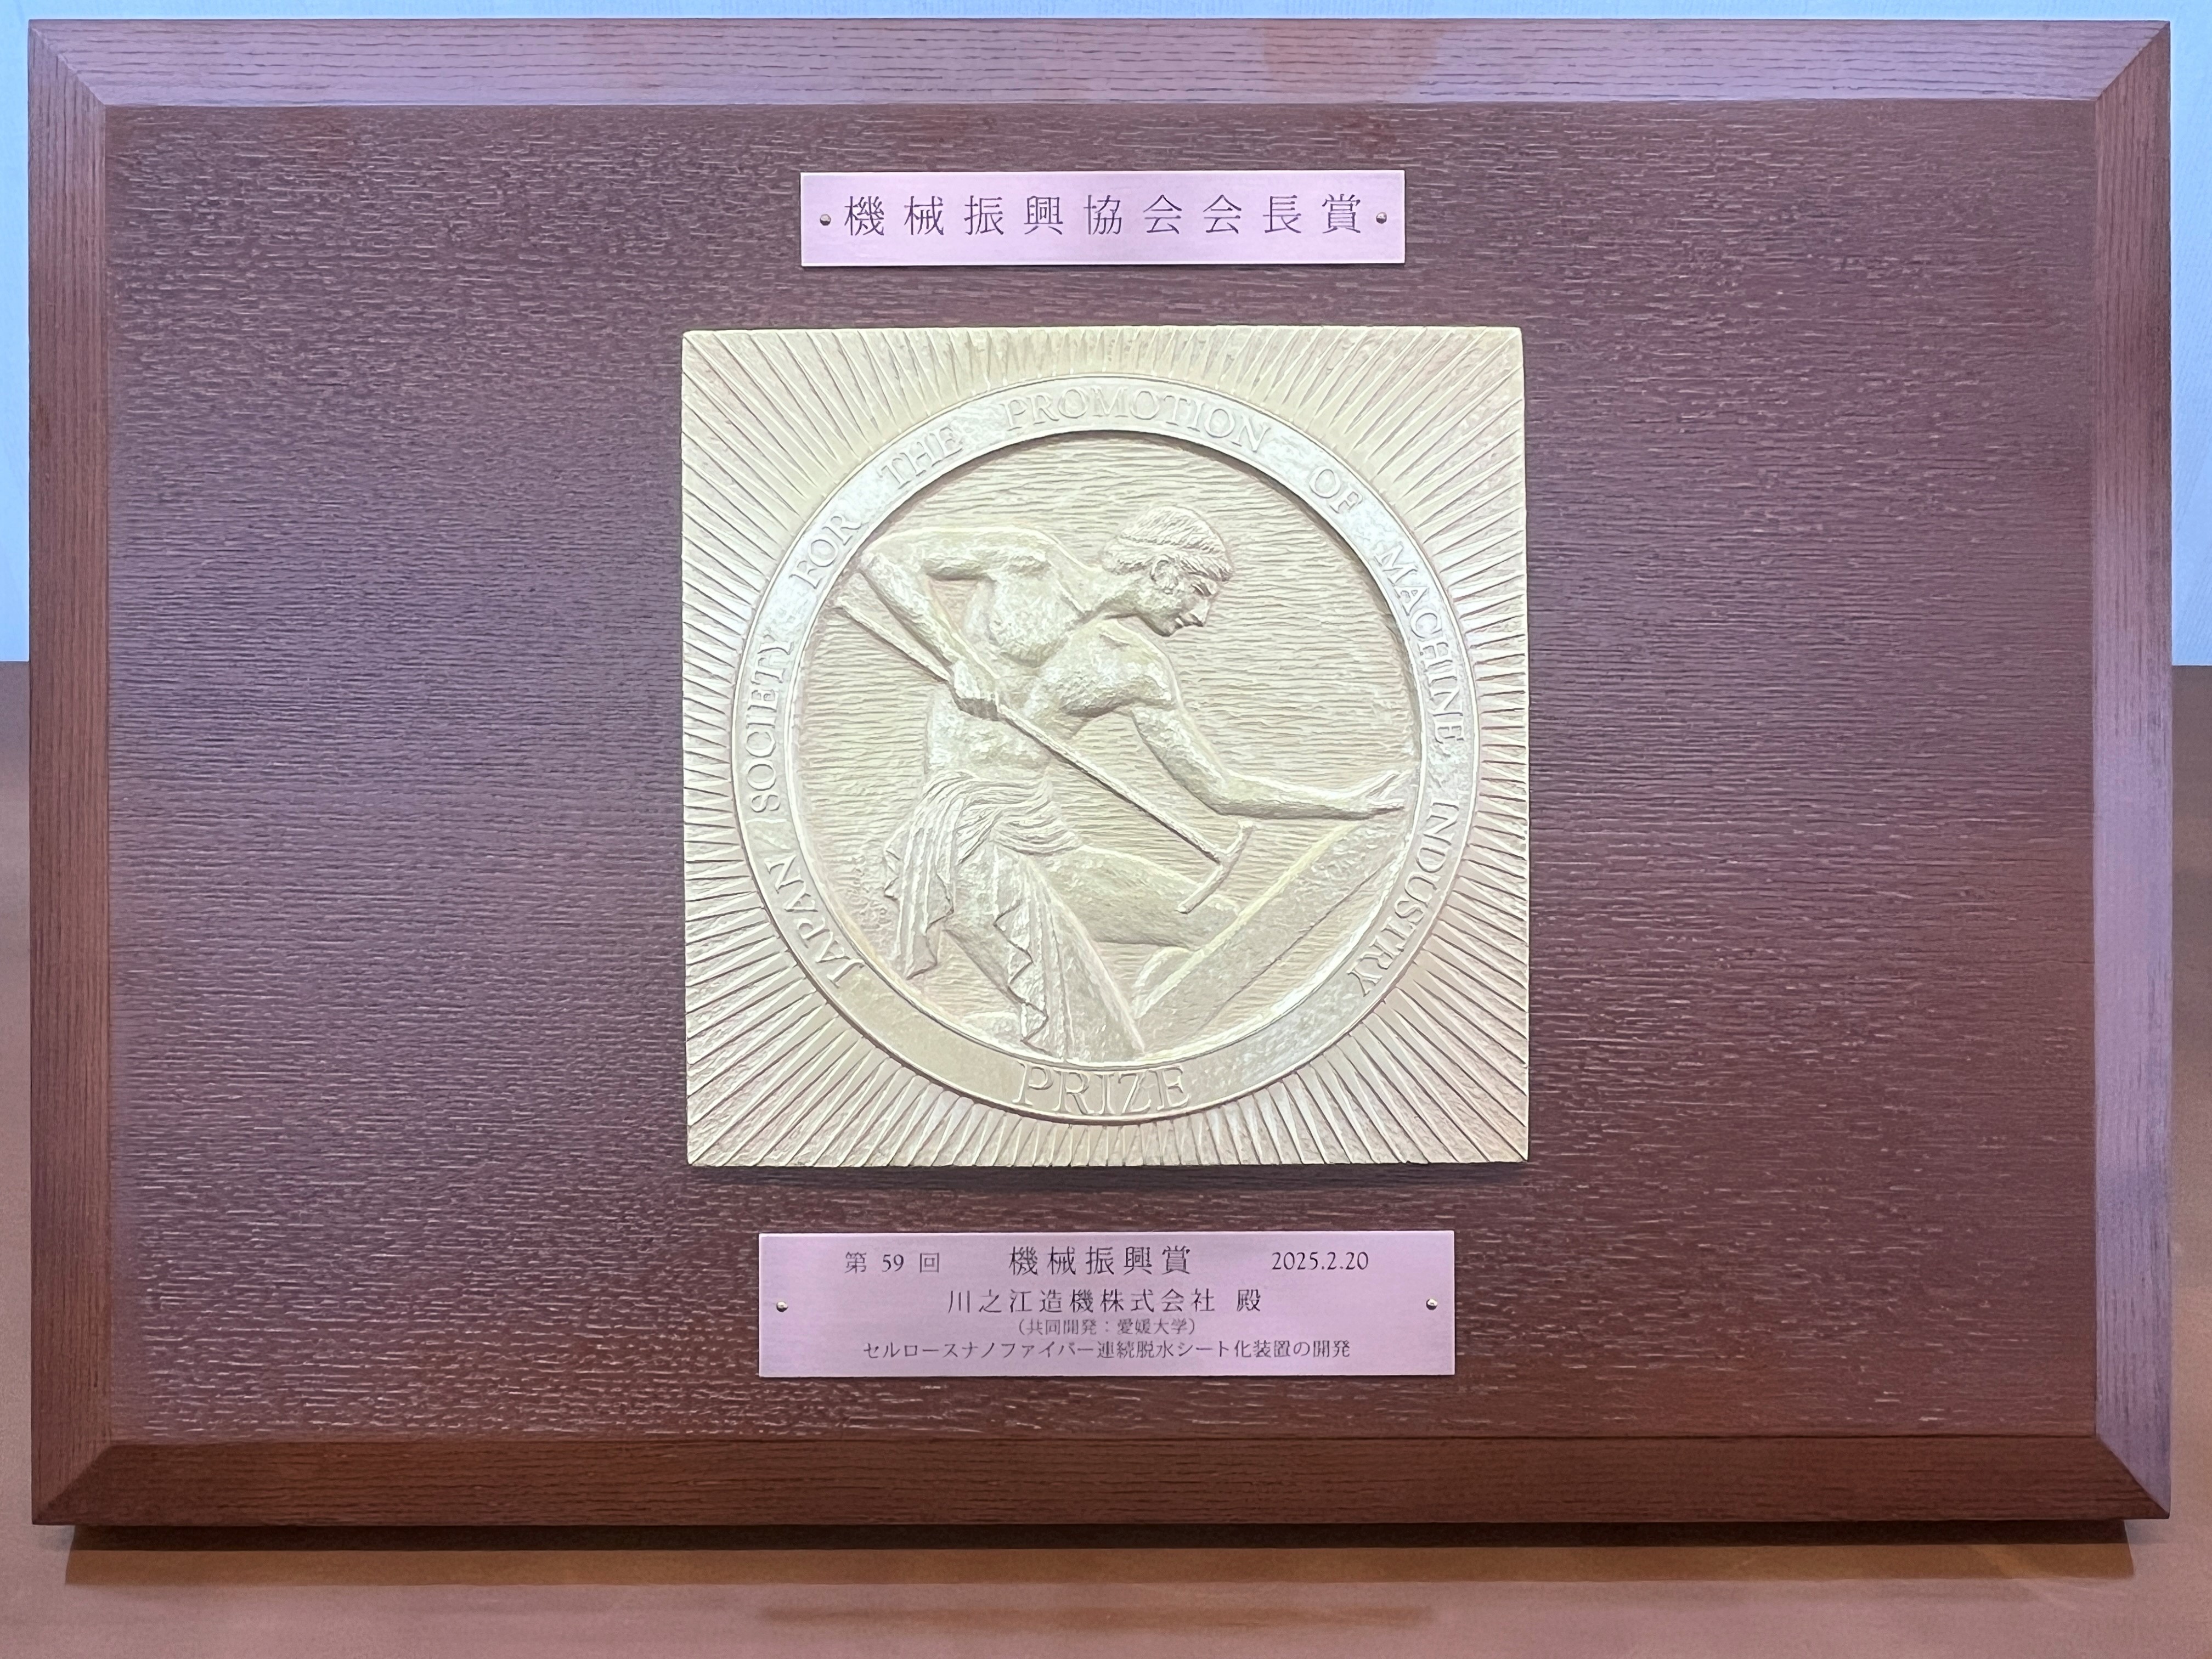 機械振興協会会長賞
JAPAN SOCIETY FOR THE PROMOTION OF MACHINE INDUSTRY
PRIZE
第 59 回 機械振興賞 2025.2.20
川之江造機株式会社 殿
(共同開発：愛媛大学)
セルロースナノファイバー連続脱水シート化装置の開発